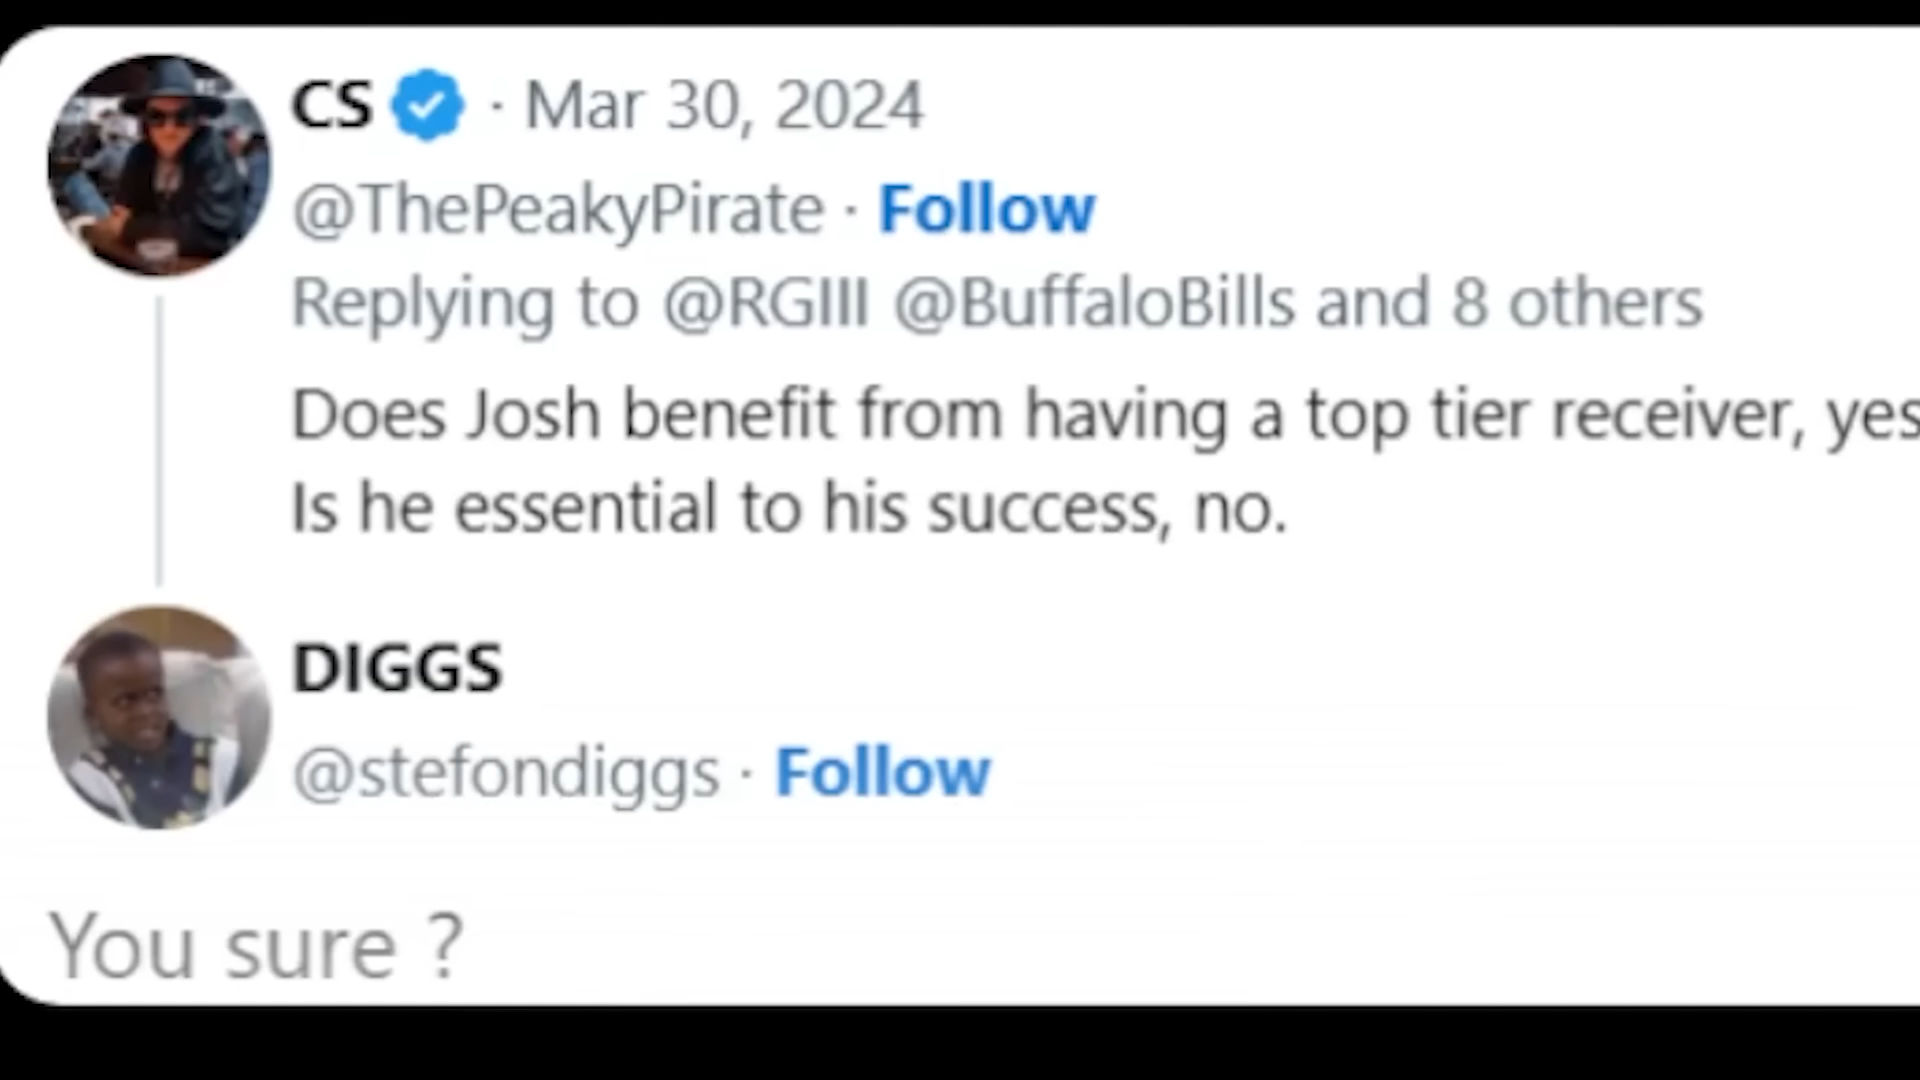 CS · Mar 30, 2024
@ThePeakyPirate · Follow
Replying to @RGIII @BuffaloBills and 8 others
Does Josh benefit from having a top tier receiver, yes
Is he essential to his success, no.
DIGGS
@stefondiggs · Follow
You sure ?